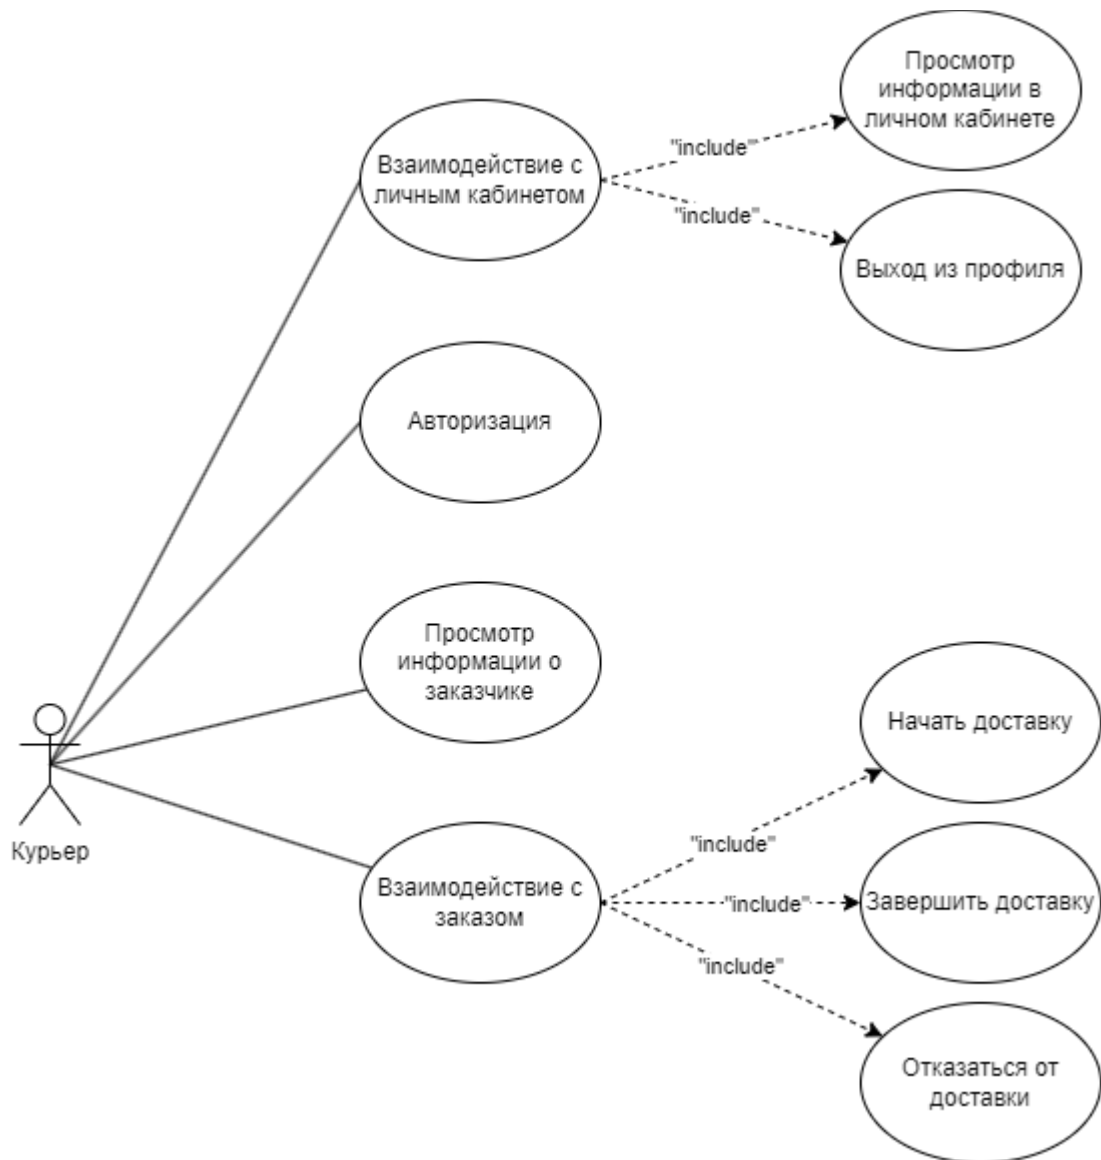 Просмотр
информации в
личном кабинете
Взаимодействие с
личным кабинетом
"include"
"include"
Выход из профиля
Авторизация
Просмотр
информации о
заказчике
Начать доставку
Курьер
"include"
Взаимодействие с
заказом
"include"
Завершить доставку
"include"
Отказаться от
доставки